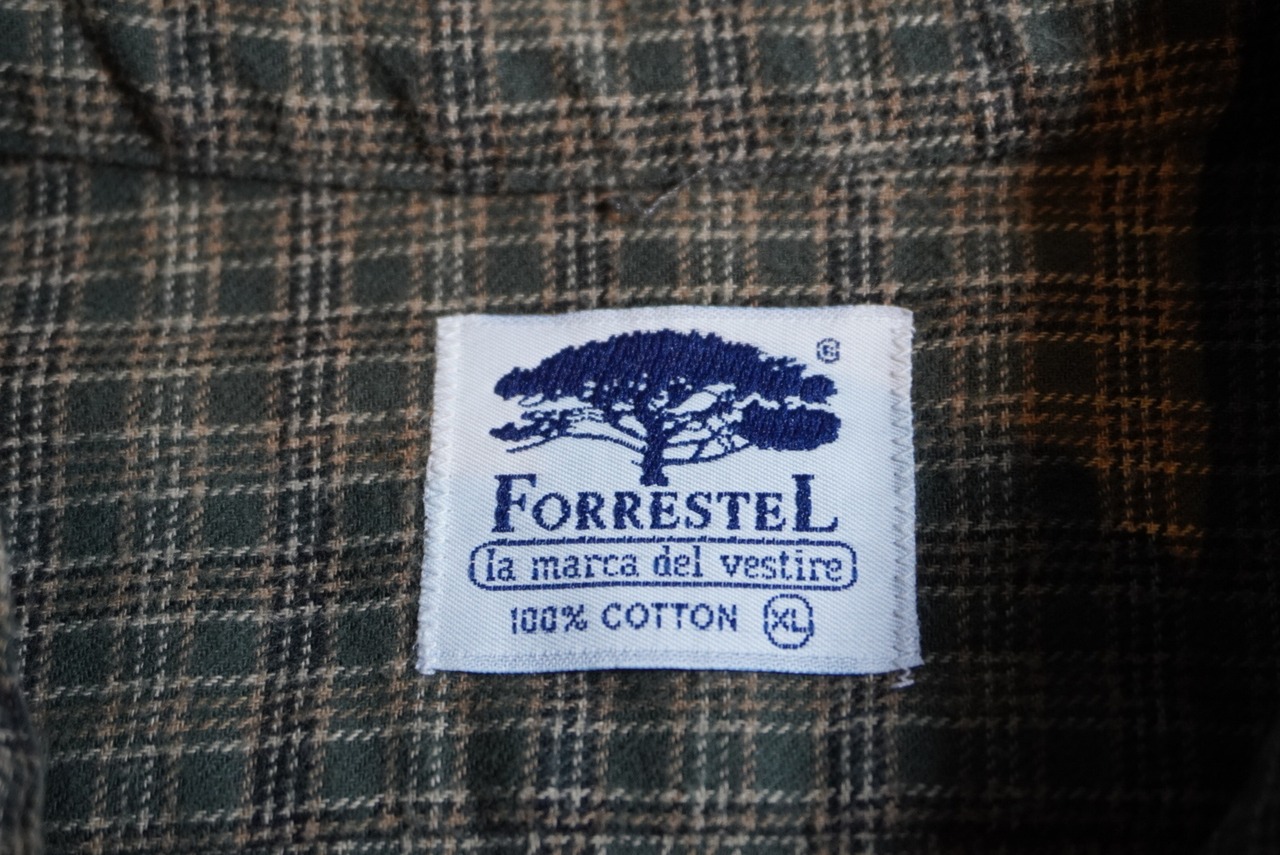 ©
FORRESTEL
la marca del vestire
100% COTTON XL